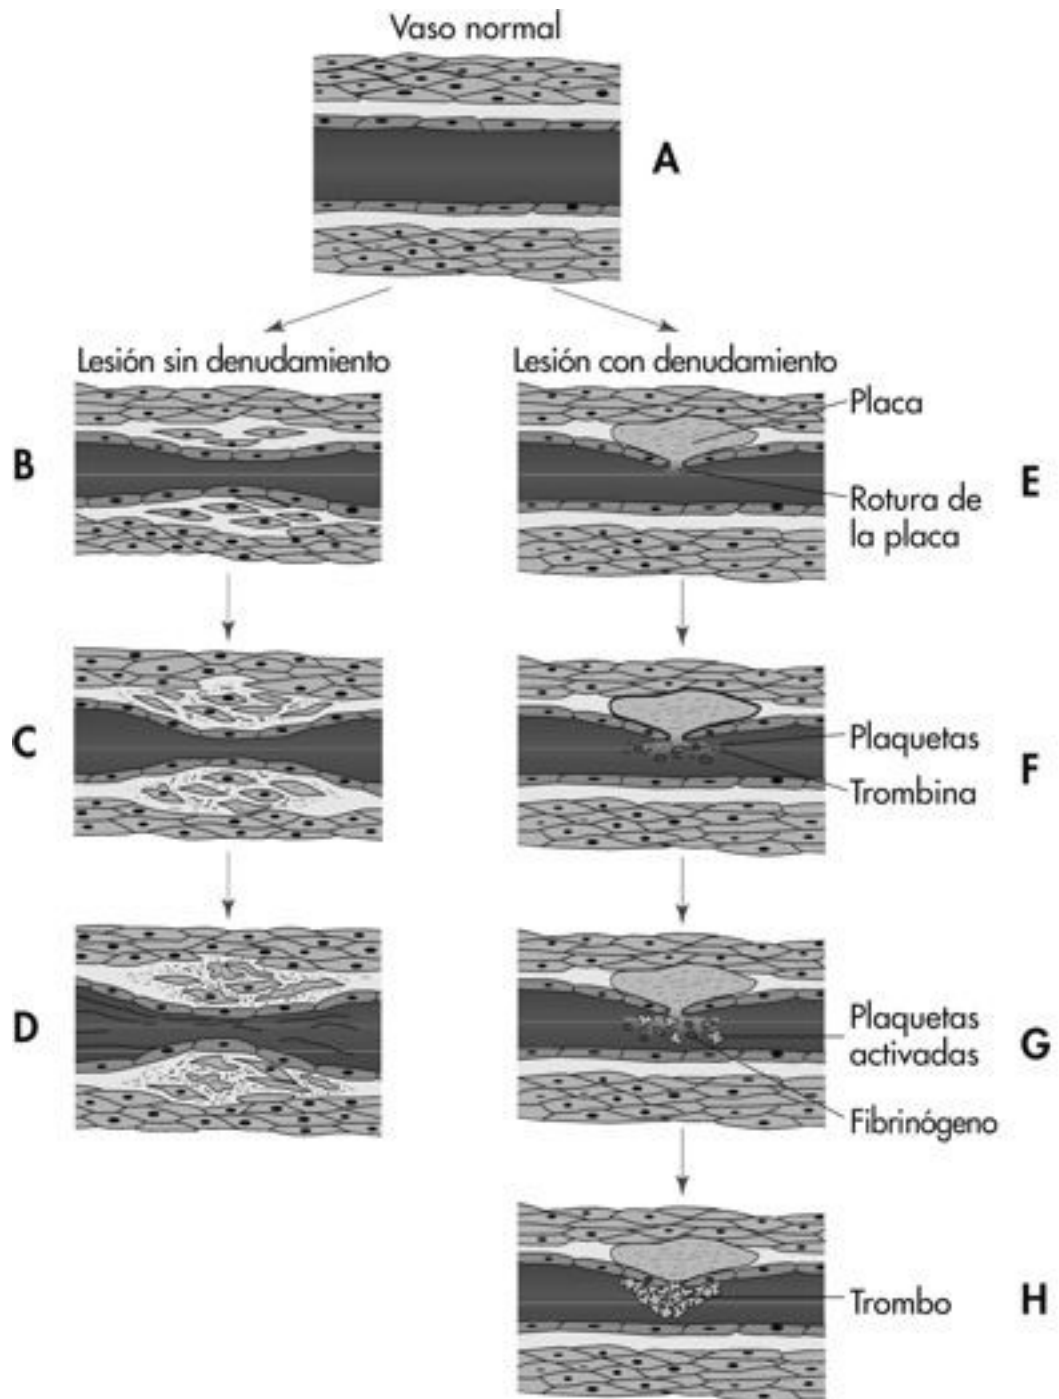 Vaso normal
A
Lesión sin denudamiento
B
C
D
Lesión con denudamiento
Placa
Rotura de
la placa
E
Plaquetas
Trombina
F
Plaquetas
activadas
Fibrinógeno
G
Trombo
H